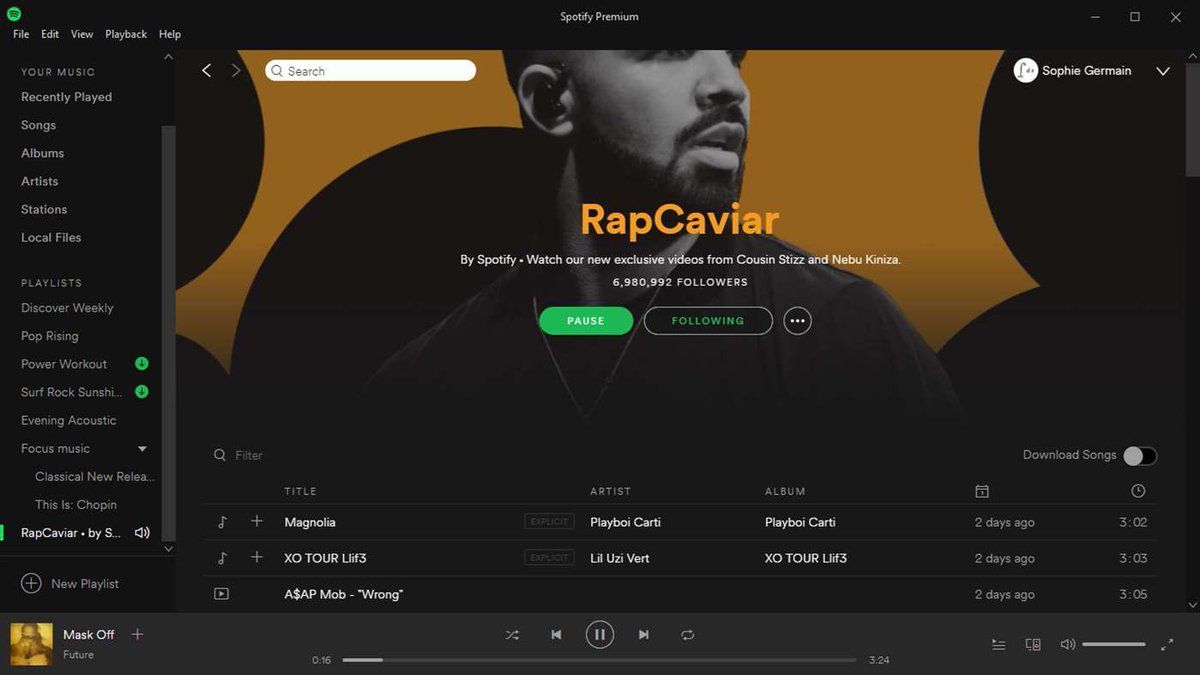 Spotify Premium
File Edit View Playback Help
Search
Sophie Germain
YOUR MUSIC
Recently Played
Songs
Albums
Artists
Stations
Local Files
PLAYLISTS
Discover Weekly
Pop Rising
Power Workout
Surf Rock Sunshi...
Evening Acoustic
Focus music
Classical New Relea...
This Is: Chopin
RapCaviar • by S...
New Playlist
RapCaviar
By Spotify • Watch our new exclusive videos from Cousin Stizz and Nebu Kiniza.
6,980,992 FOLLOWERS
PAUSE FOLLOWING
Filter Download Songs
TITLE ARTIST ALBUM
Magnolia EXPLICIT Playboi Carti Playboi Carti 2 days ago 3:02
XO TOUR Llif3 EXPLICIT Lil Uzi Vert XO TOUR Llif3 2 days ago 3:03
A$AP Mob - "Wrong" 2 days ago 3:05
Mask Off
Future
0:16 3:24